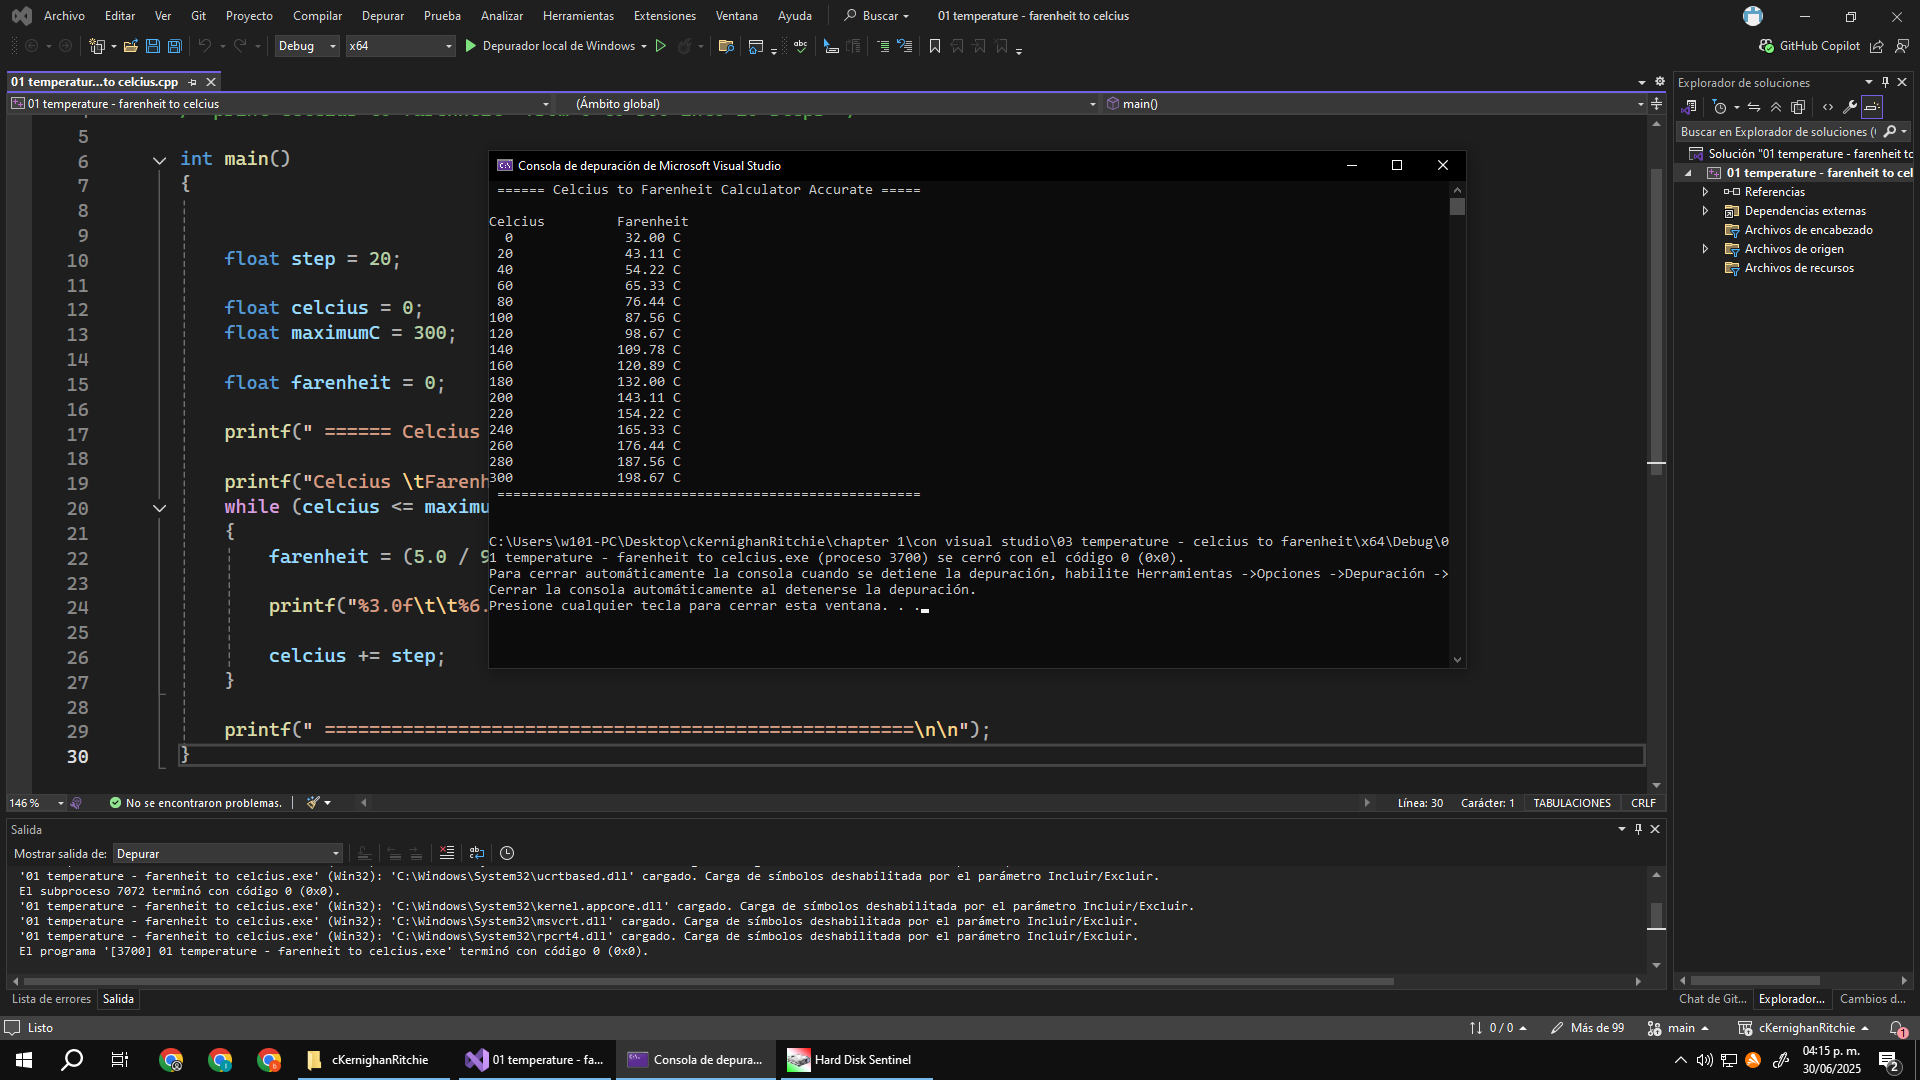 Archivo Editar Ver Git Proyecto Compilar Depurar Prueba Analizar Herramientas Extensiones Ventana Ayuda Buscar 01 temperature - farenheit to celcius
Debug x64 Depurador local de Windows GitHub Copilot
01 temperatur...to celcius.cpp
01 temperature - farenheit to celcius (Ámbito global) main()
5
6 int main()
7 {
8
9
10 float step = 20;
11
12 float celcius = 0;
13 float maximumC = 300;
14
15 float farenheit = 0;
16
17 printf(" ====== Celcius
18
19 printf("Celcius \tFarenh
20 while (celcius <= maximu
21 {
22 farenheit = (5.0 / 9
23
24 printf("%3.0f\t\t%6.
25
26 celcius += step;
27 }
28
29 printf(" =====================================================\n\n");
30 }
Consola de depuración de Microsoft Visual Studio
====== Celcius to Farenheit Calculator Accurate =====
Celcius Farenheit
0 32.00 C
20 43.11 C
40 54.22 C
60 65.33 C
80 76.44 C
100 87.56 C
120 98.67 C
140 109.78 C
160 120.89 C
180 132.00 C
200 143.11 C
220 154.22 C
240 165.33 C
260 176.44 C
280 187.56 C
300 198.67 C
=====================================================
C:\Users\w101-PC\Desktop\cKernighanRitchie\chapter 1\con visual studio\03 temperature - celcius to farenheit\x64\Debug\0
1 temperature - farenheit to celcius.exe (proceso 3700) se cerró con el código 0 (0x0).
Para cerrar automáticamente la consola cuando se detiene la depuración, habilite Herramientas ->Opciones ->Depuración ->
Cerrar la consola automáticamente al detenerse la depuración.
Presione cualquier tecla para cerrar esta ventana. . .
Explorador de soluciones
Buscar en Explorador de soluciones (
Solución "01 temperature - farenheit to
01 temperature - farenheit to cel
Referencias
Dependencias externas
Archivos de encabezado
Archivos de origen
Archivos de recursos
146 % No se encontraron problemas. Línea: 30 Carácter: 1 TABULACIONES CRLF
Salida
Mostrar salida de: Depurar
'01 temperature - farenheit to celcius.exe' (Win32): 'C:\Windows\System32\ucrtbased.dll' cargado. Carga de símbolos deshabilitada por el parámetro Incluir/Excluir.
El subproceso 7072 terminó con código 0 (0x0).
'01 temperature - farenheit to celcius.exe' (Win32): 'C:\Windows\System32\kernel.appcore.dll' cargado. Carga de símbolos deshabilitada por el parámetro Incluir/Excluir.
'01 temperature - farenheit to celcius.exe' (Win32): 'C:\Windows\System32\msvcrt.dll' cargado. Carga de símbolos deshabilitada por el parámetro Incluir/Excluir.
'01 temperature - farenheit to celcius.exe' (Win32): 'C:\Windows\System32\rpcrt4.dll' cargado. Carga de símbolos deshabilitada por el parámetro Incluir/Excluir.
El programa '[3700] 01 temperature - farenheit to celcius.exe' terminó con código 0 (0x0).
Lista de errores Salida
Chat de Git... Explorador... Cambios d...
Listo 0 / 0 Más de 99 main cKernighanRitchie 1
cKernighanRitchie 01 temperature - fa... Consola de depura... Hard Disk Sentinel
04:15 p. m.
30/06/2025
2